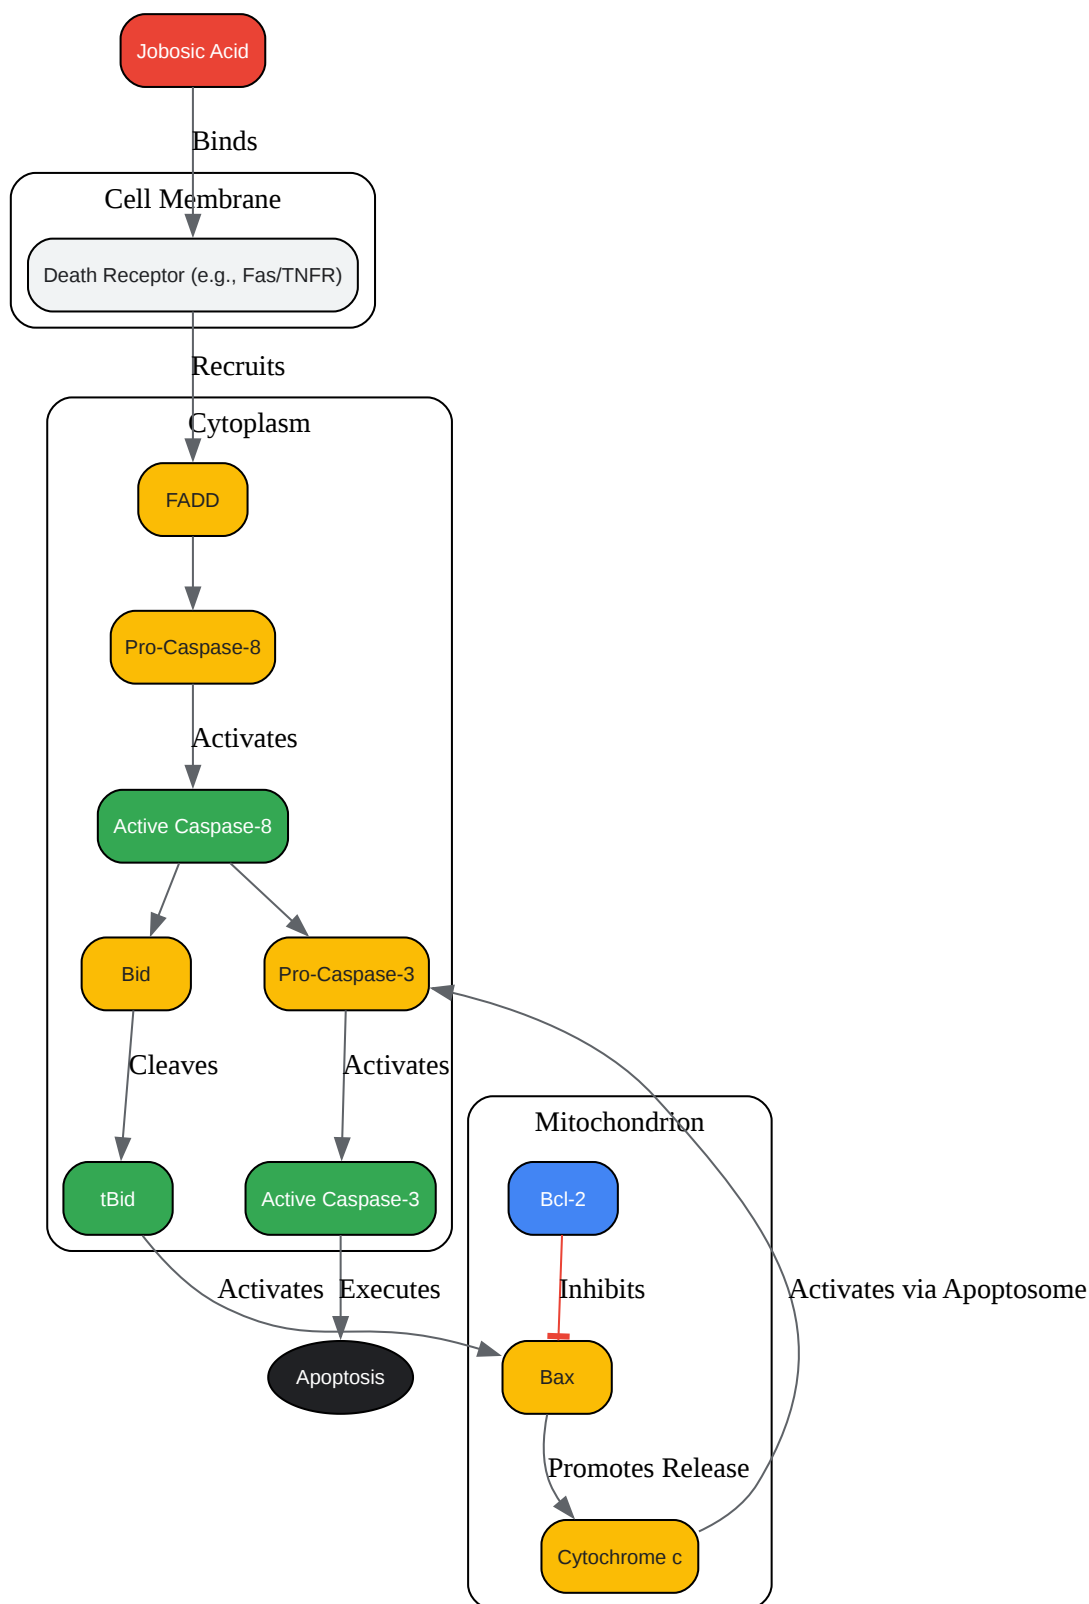 Jobosic Acid
Binds
Cell Membrane
Death Receptor (e.g., Fas/TNFR)
Recruits
Cytoplasm
FADD
Pro-Caspase-8
Activates
Active Caspase-8
Bid
Pro-Caspase-3
Cleaves
Activates
Mitochondrion
tBid
Active Caspase-3
Bcl-2
Activates
Executes
Inhibits
Activates via Apoptosome
Apoptosis
Bax
Promotes Release
Cytochrome c